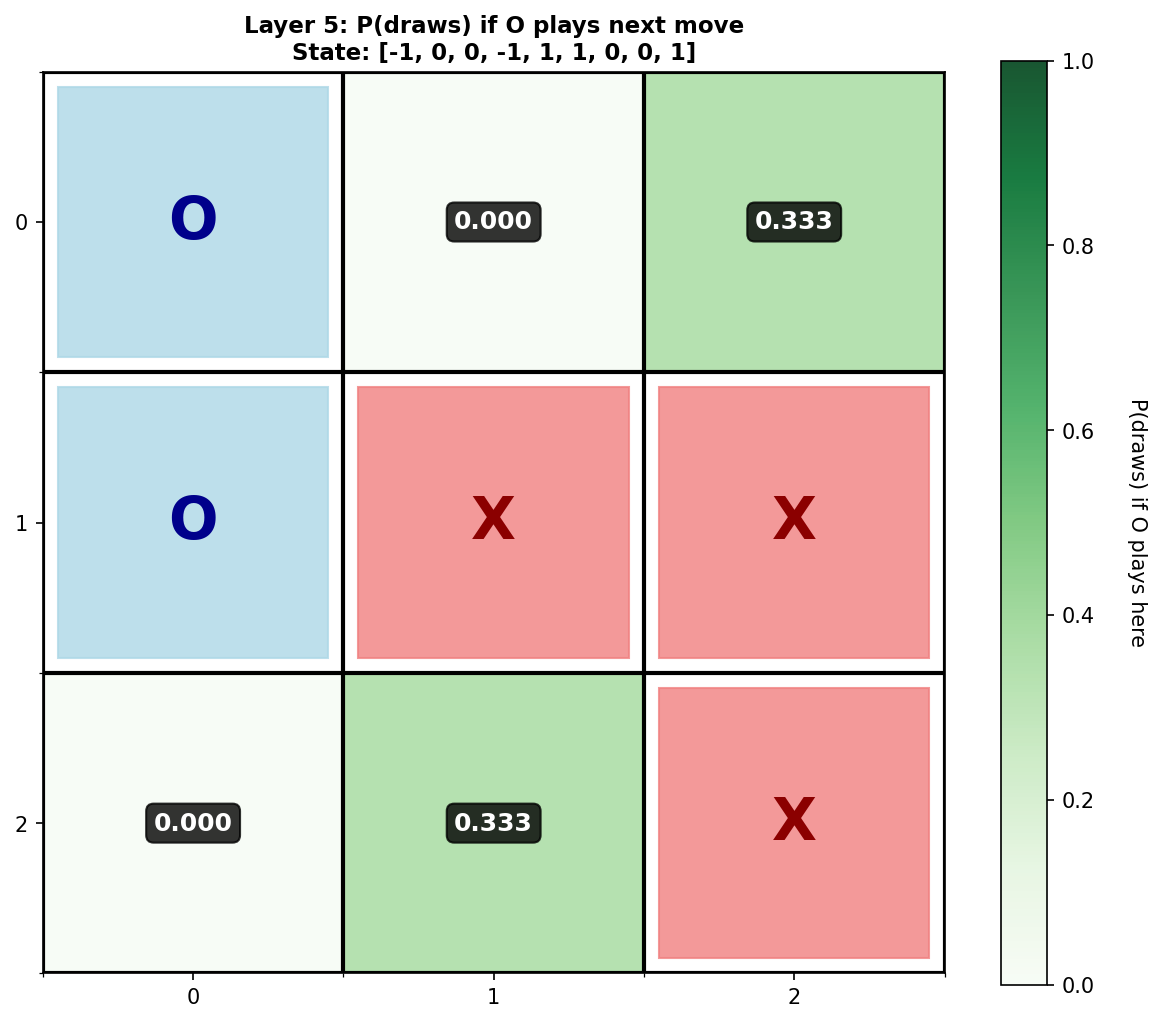 Layer 5: P(draws) if O plays next move
State: [-1, 0, 0, -1, 1, 1, 0, 0, 1]
0
O
0.000
0.333
1
O
X
X
2
0.000
0.333
X
0
1
2
1.0
0.8
0.6
0.4
0.2
0.0
P(draws) if O plays here